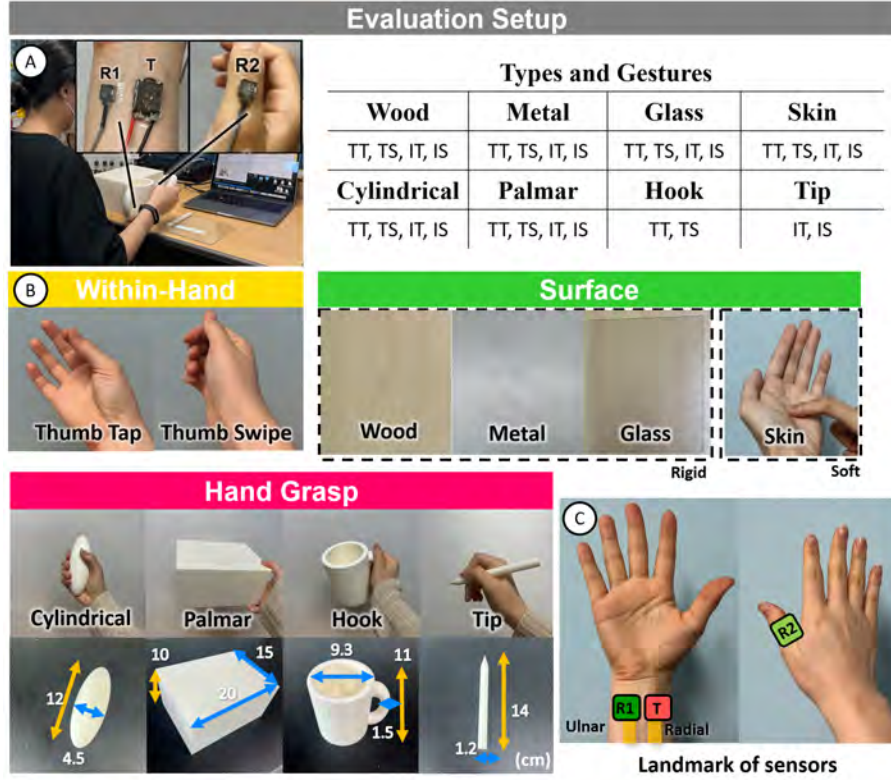 Evaluation Setup
A
R1 T R2
Types and Gestures
Wood Metal Glass Skin
TT, TS, IT, IS TT, TS, IT, IS TT, TS, IT, IS TT, TS, IT, IS
Cylindrical Palmar Hook Tip
TT, TS, IT, IS TT, TS, IT, IS TT, TS IT, IS
B
Within-Hand
Thumb Tap Thumb Swipe
Surface
Wood Metal Glass Skin
Rigid Soft
Hand Grasp
Cylindrical Palmar Hook Tip
12
4.5
10
15
20
9.3
11
1.5
14
1.2
(cm)
C
R1 T
R2
Ulnar Radial
Landmark of sensors